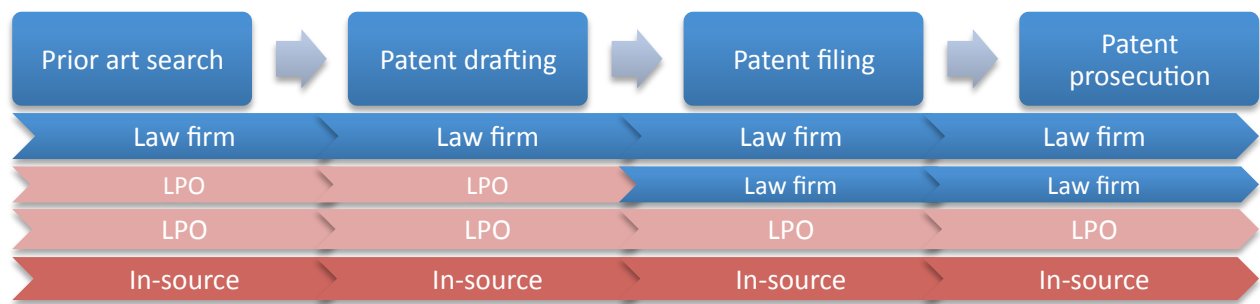 Prior art search
Patent drafting
Patent filing
Patent
prosecution
Law firm
Law firm
Law firm
Law firm
LPO
LPO
Law firm
Law firm
LPO
LPO
LPO
LPO
In-source
In-source
In-source
In-source